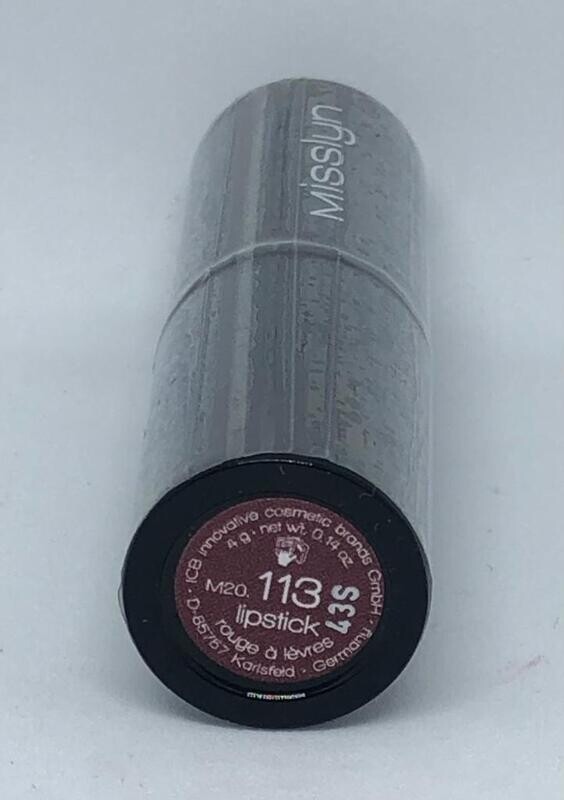 Misslyn
ICB innovative cosmetic brands GmbH · D-85757 Karlsfeld · Germany ·
4 g · net wt. 0.14 oz
M20. 113
43S
lipstick
rouge à lèvres